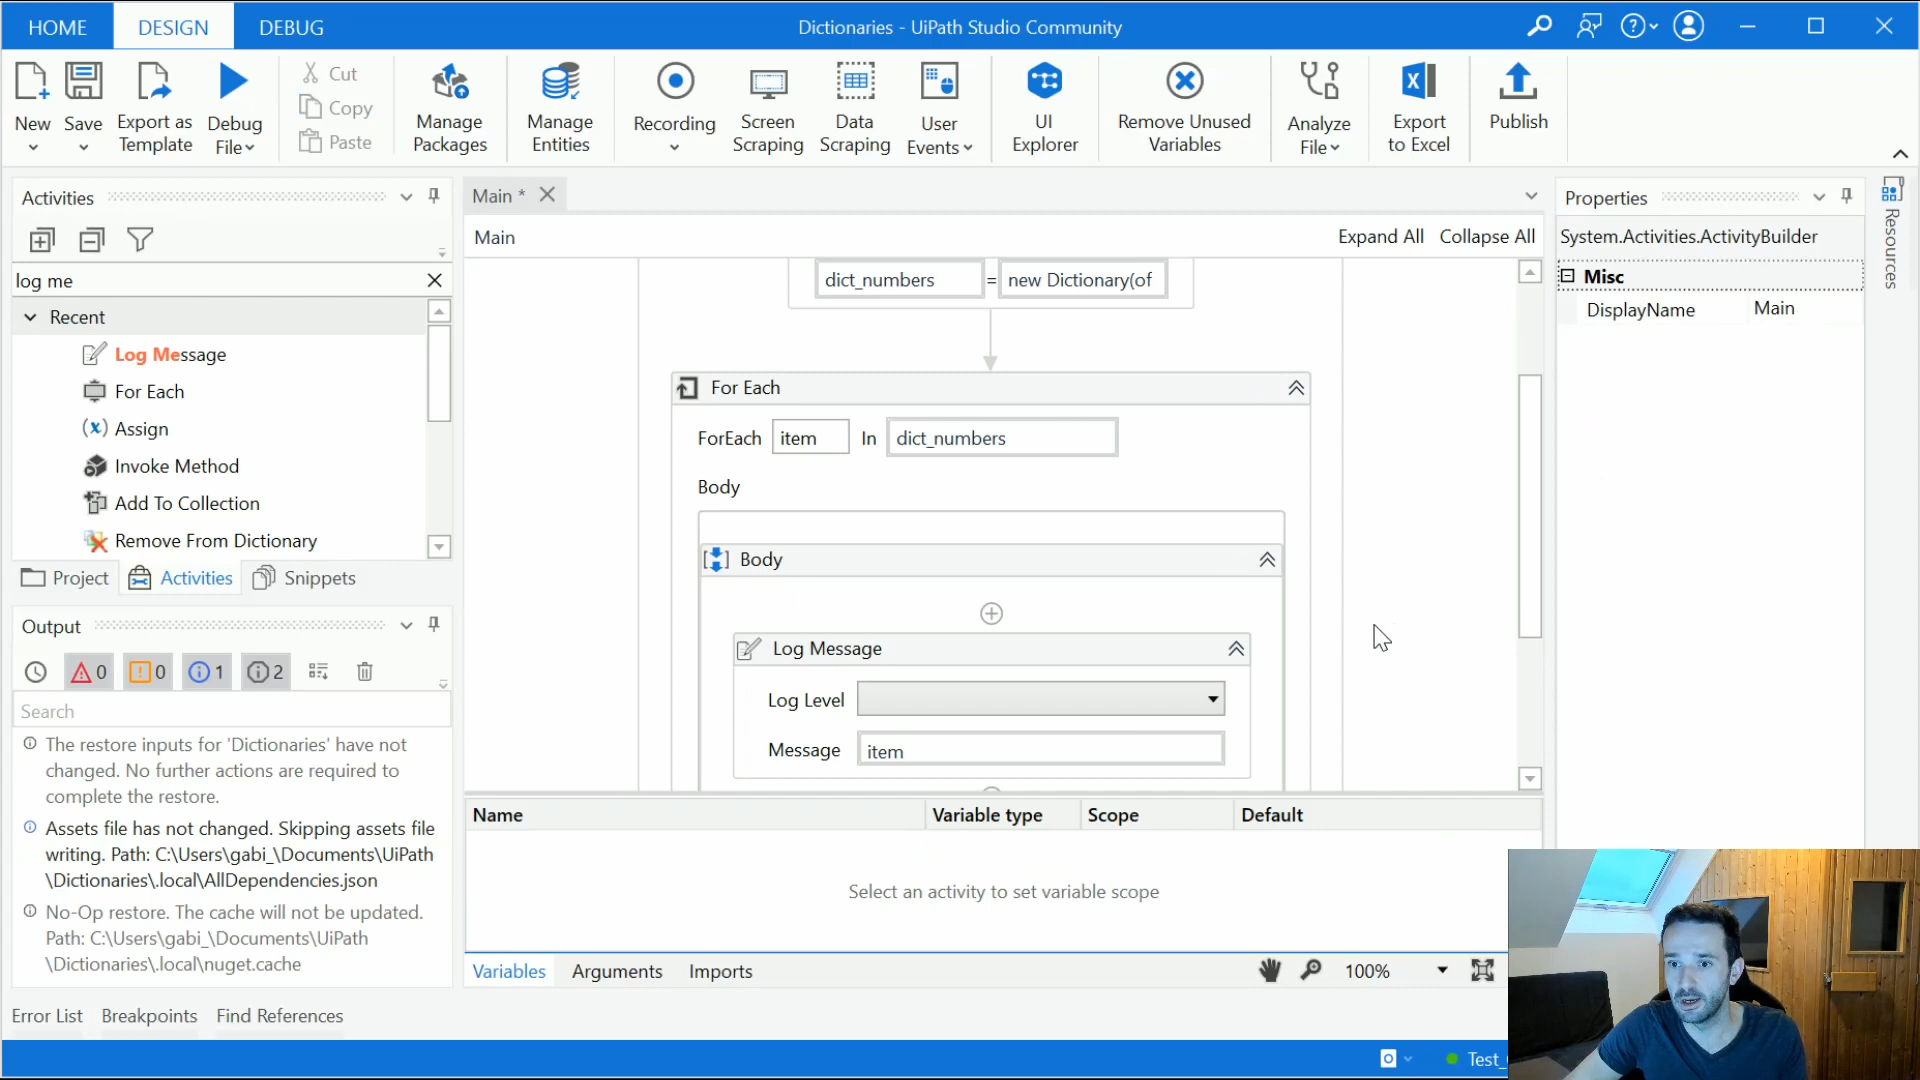 HOME
DESIGN
DEBUG
Dictionaries - UiPath Studio Community
New
Save
Export as
Template
Debug
File
Cut
Copy
Paste
Manage
Packages
Manage
Entities
Recording
Screen
Scraping
Data
Scraping
User
Events
UI
Explorer
Remove Unused
Variables
Analyze
File
Export
to Excel
Publish
Activities
log me
Recent
Log Message
For Each
Assign
Invoke Method
Add To Collection
Remove From Dictionary
Project
Activities
Snippets
Output
0
0
1
2
Search
The restore inputs for 'Dictionaries' have not
changed. No further actions are required to
complete the restore.
Assets file has not changed. Skipping assets file
writing. Path: C:\Users\gabi_\Documents\UiPath
\Dictionaries\.local\AllDependencies.json
No-Op restore. The cache will not be updated.
Path: C:\Users\gabi_\Documents\UiPath
\Dictionaries\.local\nuget.cache
Error List
Breakpoints
Find References
Main *
Main
Expand All
Collapse All
dict_numbers = new Dictionary(of
For Each
ForEach item In dict_numbers
Body
Body
Log Message
Log Level
Message item
Name
Variable type
Scope
Default
Select an activity to set variable scope
Variables
Arguments
Imports
100%
Properties
System.Activities.ActivityBuilder
Misc
DisplayName Main
Resources
Test_